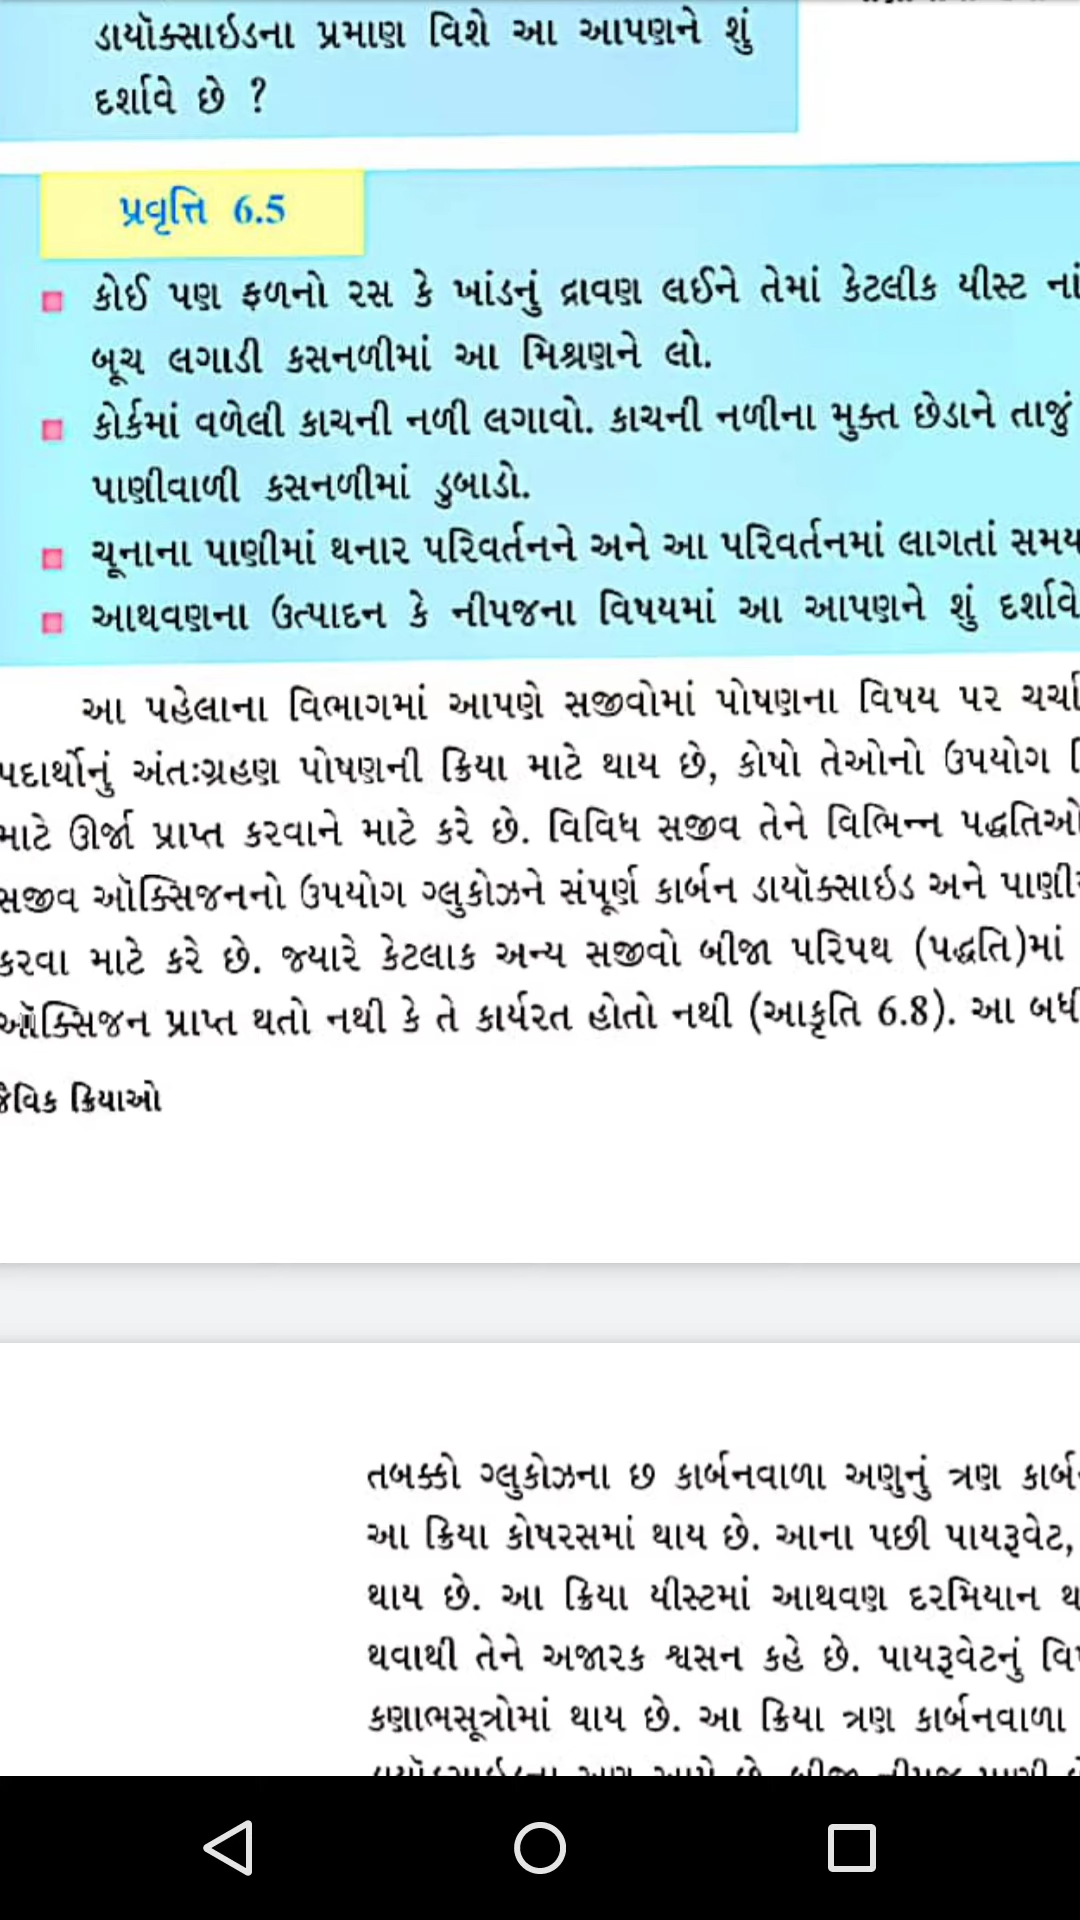 ડાયૉક્સાઇડના પ્રમાણ વિશે આ આપણને શું
દર્શાવે છે ?
પ્રવૃત્તિ 6.5
કોઈ પણ ફળનો રસ કે ખાંડનું દ્રાવણ લઈને તેમાં કેટલીક યીસ્ટ નાં
બૂચ લગાડી કસનળીમાં આ મિશ્રણને લો.
કોર્કમાં વળેલી કાચની નળી લગાવો. કાચની નળીના મુક્ત છેડાને તાજું
પાણીવાળી કસનળીમાં ડુબાડો.
ચૂનાના પાણીમાં થનાર પરિવર્તનને અને આ પરિવર્તનમાં લાગતાં સમય
આથવણના ઉત્પાદન કે નીપજના વિષયમાં આ આપણને શું દર્શાવે
આ પહેલાના વિભાગમાં આપણે સજીવોમાં પોષણના વિષય પર ચર્ચા
પદાર્થોનું અંતઃગ્રહણ પોષણની ક્રિયા માટે થાય છે, કોષો તેઓનો ઉપયોગ
માટે ઊર્જા પ્રાપ્ત કરવાને માટે કરે છે. વિવિધ સજીવ તેને વિભિન્ન પદ્ધતિઓ
સજીવ ઑક્સિજનનો ઉપયોગ ગ્લુકોઝને સંપૂર્ણ કાર્બન ડાયૉક્સાઇડ અને પાણી
કરવા માટે કરે છે. જ્યારે કેટલાક અન્ય સજીવો બીજા પરિપથ (પદ્ધતિ)માં
ઑક્સિજન પ્રાપ્ત થતો નથી કે તે કાર્યરત હોતો નથી (આકૃતિ 6.8). આ બધી
જૈવિક ક્રિયાઓ
તબક્કો ગ્લુકોઝના છ કાર્બનવાળા અણુનું ત્રણ કાર્બન
આ ક્રિયા કોષરસમાં થાય છે. આના પછી પાયરૂવેટ,
થાય છે. આ ક્રિયા યીસ્ટમાં આથવણ દરમિયાન થ
થવાથી તેને અજારક શ્વસન કહે છે. પાયરૂવેટનું વિ
કણાભસૂત્રોમાં થાય છે. આ ક્રિયા ત્રણ કાર્બનવાળા